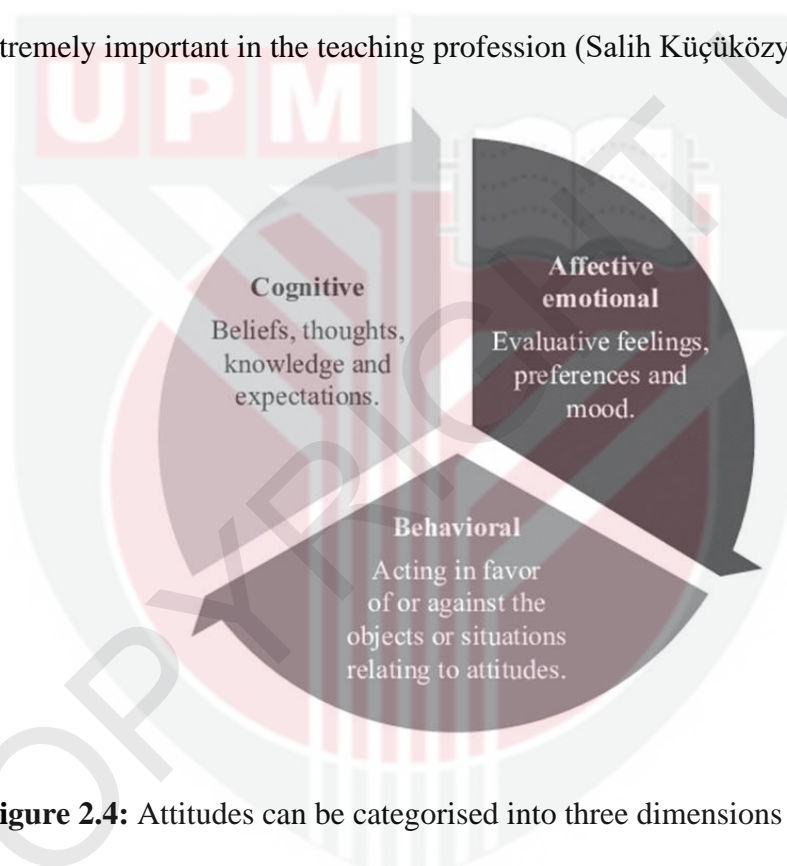 tremely important in the teaching profession (Salih Küçüközy
UPM
Cognitive
Beliefs, thoughts,
knowledge and
expectations.
Affective
emotional
Evaluative feelings,
preferences and
mood.
Behavioral
Acting in favor
of or against the
objects or situations
relating to attitudes.
igure 2.4: Attitudes can be categorised into three dimensions
OPYRIGHT U